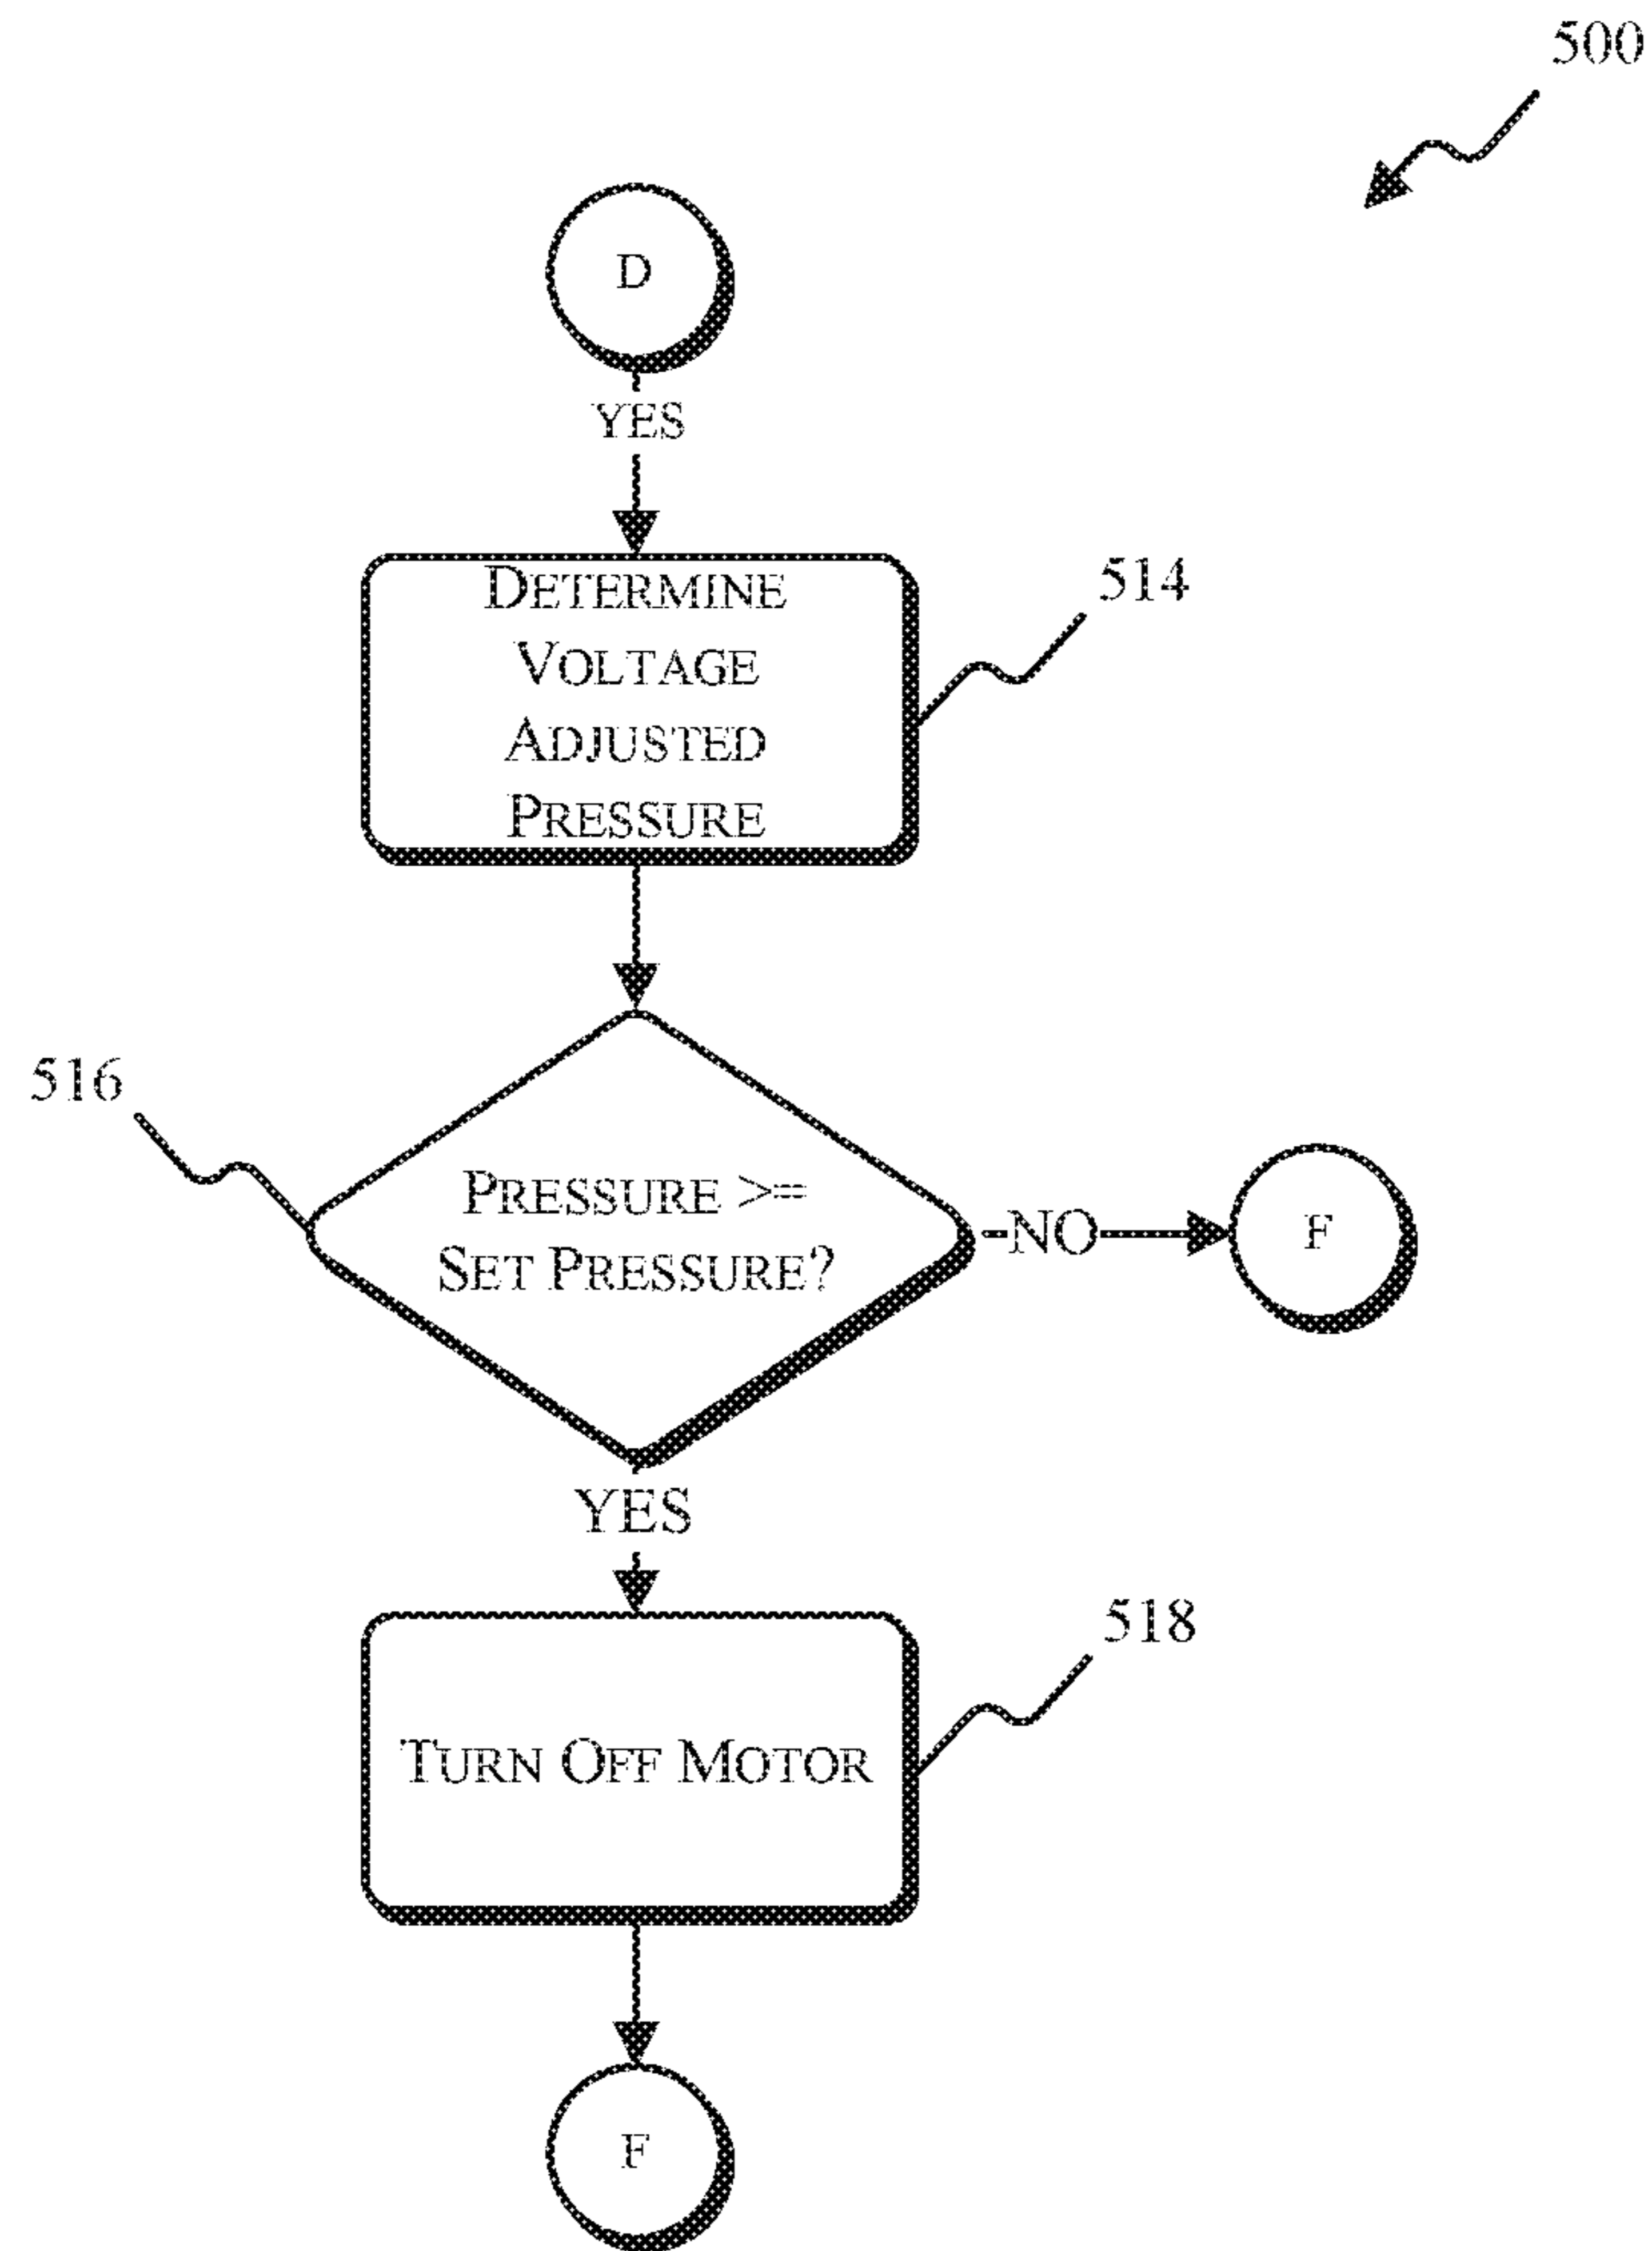 500
D
YES
DETERMINE
VOLTAGE
ADJUSTED
PRESSURE
514
516
PRESSURE >=
SET PRESSURE?
-NO
F
YES
518
TURN OFF MOTOR
F